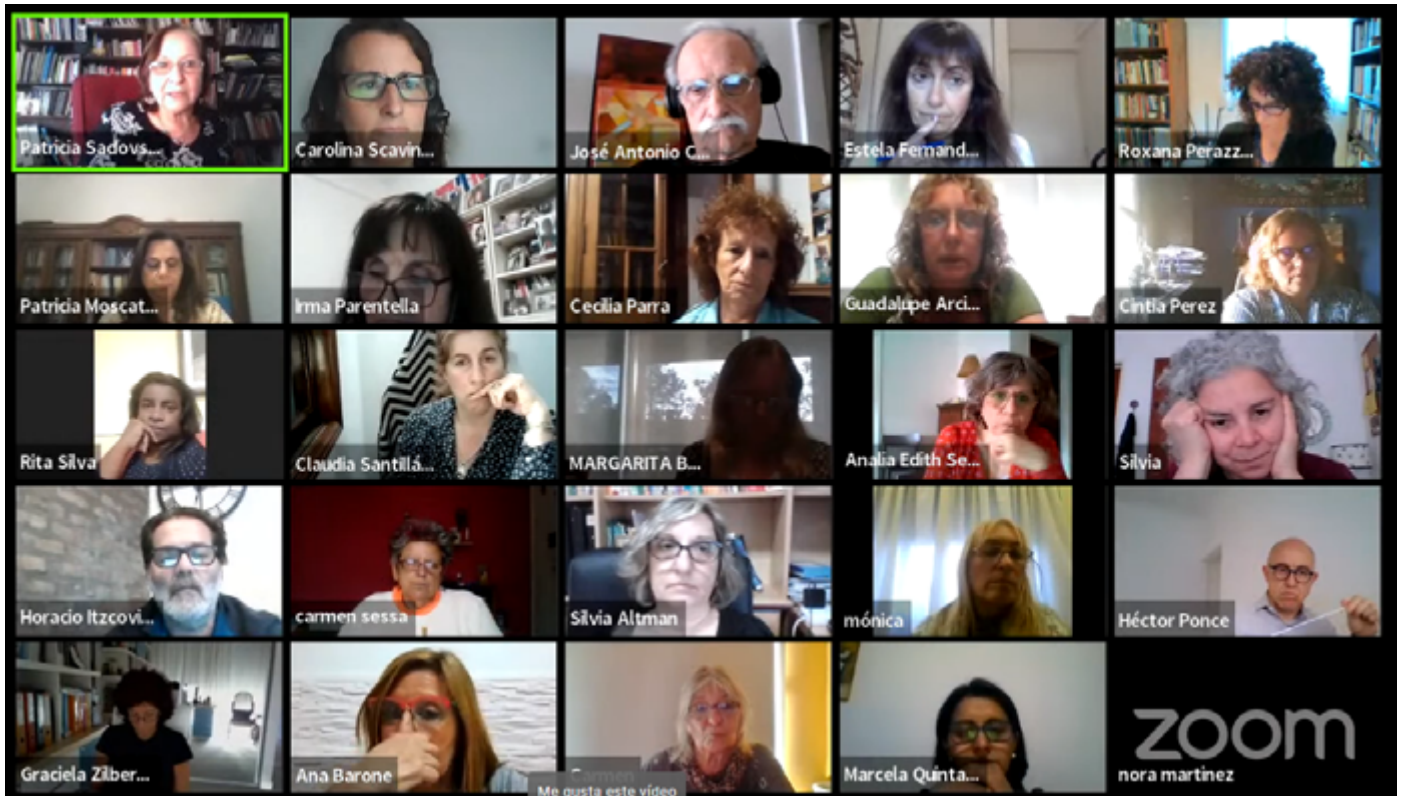 Patricia Sadovs...
Carolina Scavin...
José Antonio C...
Estela Fernand...
Roxana Perazz...
Patricia Moscat...
Irma Parentella
Cecilia Parra
Guadalupe Arci...
Cintia Perez
Rita Silva
Claudia Santillá...
MARGARITA B...
Analia Edith Se...
Silvia
Horacio Itzcovi...
carmen sessa
Silvia Altman
mónica
Héctor Ponce
Graciela Zilber...
Ana Barone
Carmen
Marcela Quinta...
zoom
nora martinez
Me gusta este vídeo